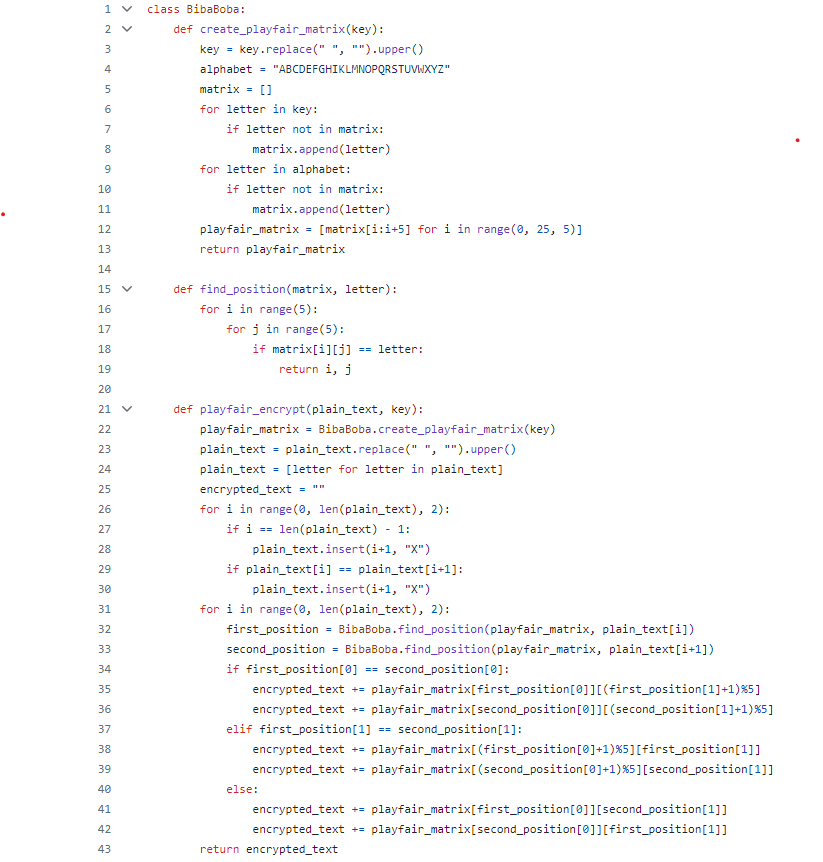 1 class BibaBoba:
2     def create_playfair_matrix(key):
3         key = key.replace(" ", "").upper()
4         alphabet = "ABCDEFGHIKLMNOPQRSTUVWXYZ"
5         matrix = []
6         for letter in key:
7             if letter not in matrix:
8                 matrix.append(letter)
9         for letter in alphabet:
10             if letter not in matrix:
11                 matrix.append(letter)
12         playfair_matrix = [matrix[i:i+5] for i in range(0, 25, 5)]
13         return playfair_matrix
14
15     def find_position(matrix, letter):
16         for i in range(5):
17             for j in range(5):
18                 if matrix[i][j] == letter:
19                     return i, j
20
21     def playfair_encrypt(plain_text, key):
22         playfair_matrix = BibaBoba.create_playfair_matrix(key)
23         plain_text = plain_text.replace(" ", "").upper()
24         plain_text = [letter for letter in plain_text]
25         encrypted_text = ""
26         for i in range(0, len(plain_text), 2):
27             if i == len(plain_text) - 1:
28                 plain_text.insert(i+1, "X")
29             if plain_text[i] == plain_text[i+1]:
30                 plain_text.insert(i+1, "X")
31         for i in range(0, len(plain_text), 2):
32             first_position = BibaBoba.find_position(playfair_matrix, plain_text[i])
33             second_position = BibaBoba.find_position(playfair_matrix, plain_text[i+1])
34             if first_position[0] == second_position[0]:
35                 encrypted_text += playfair_matrix[first_position[0]][(first_position[1]+1)%5]
36                 encrypted_text += playfair_matrix[second_position[0]][(second_position[1]+1)%5]
37             elif first_position[1] == second_position[1]:
38                 encrypted_text += playfair_matrix[(first_position[0]+1)%5][first_position[1]]
39                 encrypted_text += playfair_matrix[(second_position[0]+1)%5][second_position[1]]
40             else:
41                 encrypted_text += playfair_matrix[first_position[0]][second_position[1]]
42                 encrypted_text += playfair_matrix[second_position[0]][first_position[1]]
43         return encrypted_text